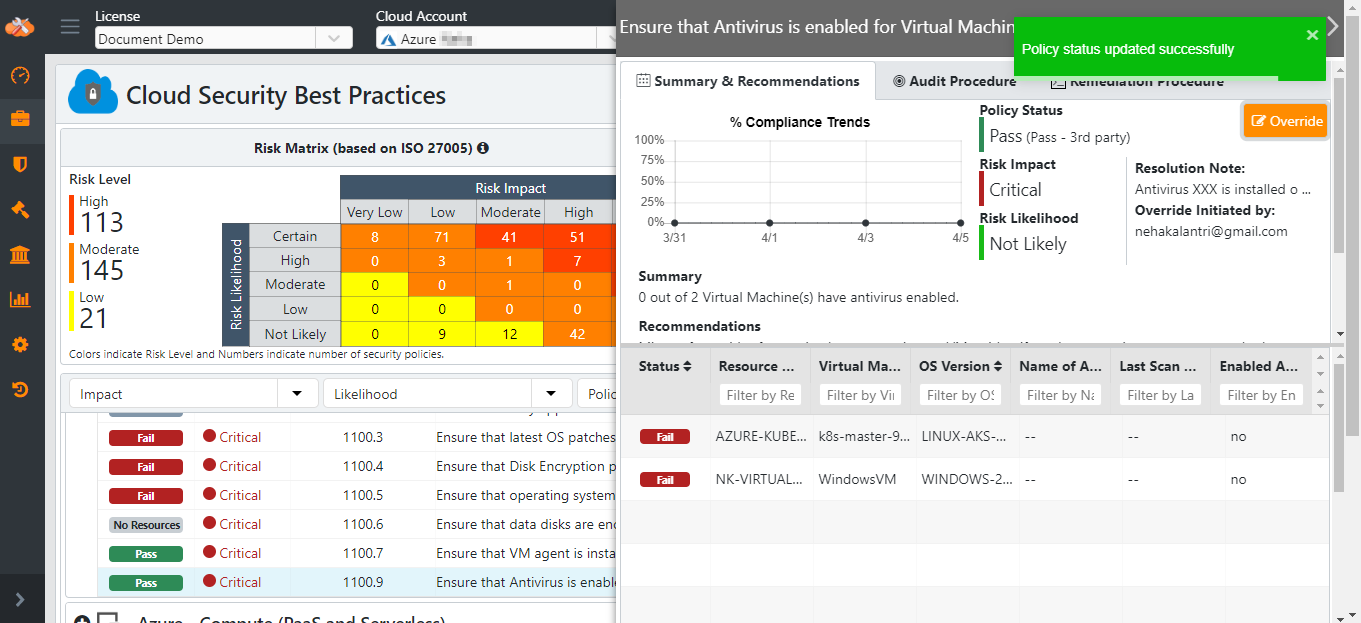 License
Document Demo
Cloud Account
Azure
Cloud Security Best Practices
Risk Matrix (based on ISO 27005)
Risk Level
High
113
Moderate
145
Low
21
Risk Impact
Very Low Low Moderate High
Risk Likelihood
Certain 8 71 41 51
High 0 3 1 7
Moderate 0 0 1 0
Low 0 0 0 0
Not Likely 0 9 12 42
Colors indicate Risk Level and Numbers indicate number of security policies.
Impact Likelihood Polic
Fail Critical 1100.3 Ensure that latest OS patches
Fail Critical 1100.4 Ensure that Disk Encryption p
Fail Critical 1100.5 Ensure that operating system
No Resources Critical 1100.6 Ensure that data disks are enc
Pass Critical 1100.7 Ensure that VM agent is insta
Pass Critical 1100.9 Ensure that Antivirus is enable
Azure - Compute (PaaS and Serverless)
Ensure that Antivirus is enabled for Virtual Machin
Policy status updated successfully
Summary & Recommendations
Audit Procedure
Remediation Procedure
% Compliance Trends
100%
75%
50%
25%
0%
3/31 4/1 4/3 4/5
Policy Status
Pass (Pass - 3rd party)
Override
Risk Impact
Critical
Risk Likelihood
Not Likely
Resolution Note:
Antivirus XXX is installed o ...
Override Initiated by:
nehakalantri@gmail.com
Summary
0 out of 2 Virtual Machine(s) have antivirus enabled.
Recommendations
Status Resource ... Virtual Ma... OS Version Name of A... Last Scan ... Enabled A...
Filter by Re Filter by Vir Filter by OS Filter by Na Filter by La Filter by En
Fail AZURE-KUBE... k8s-master-9... LINUX-AKS-... -- -- no
Fail NK-VIRTUAL... WindowsVM WINDOWS-2... -- -- no